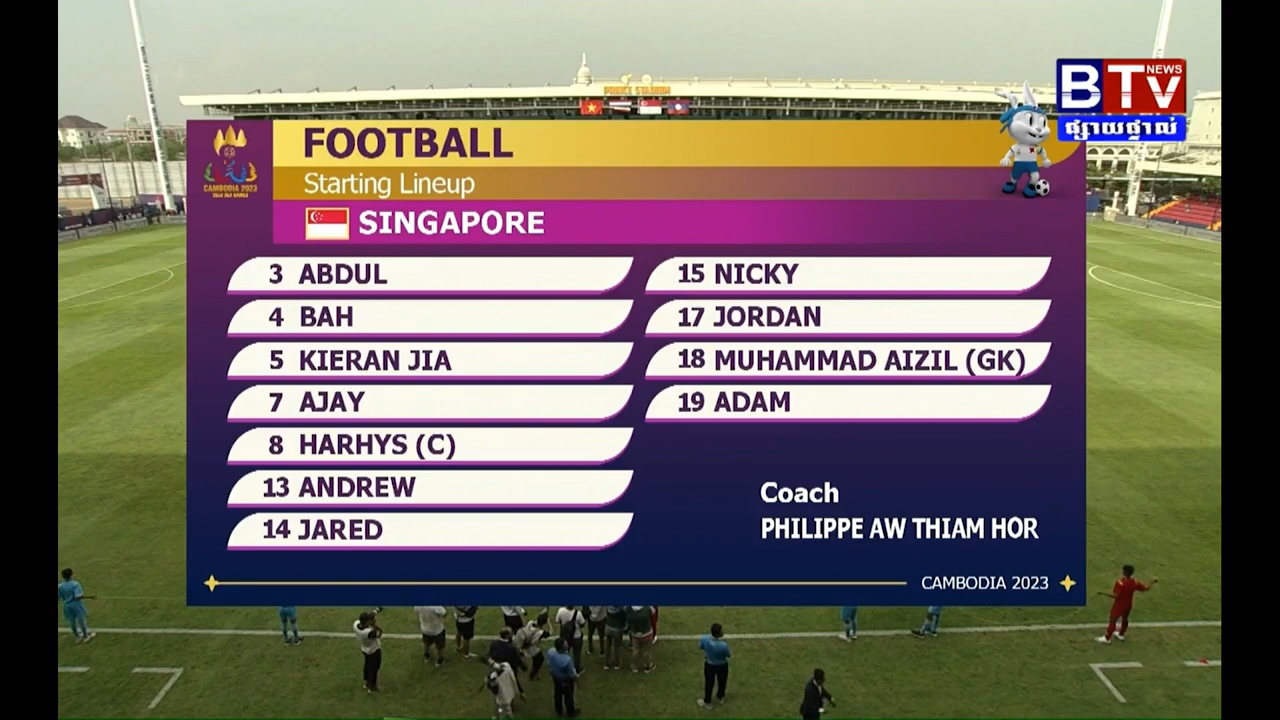 PRINCE STADIUM
BTV NEWS
ផ្សាយផ្ទាល់
CAMBODIA 2023
FOOTBALL
Starting Lineup
SINGAPORE
3 ABDUL
4 BAH
5 KIERAN JIA
7 AJAY
8 HARHYS (C)
13 ANDREW
14 JARED
15 NICKY
17 JORDAN
18 MUHAMMAD AIZIL (GK)
19 ADAM
Coach
PHILIPPE AW THIAM HOR
CAMBODIA 2023